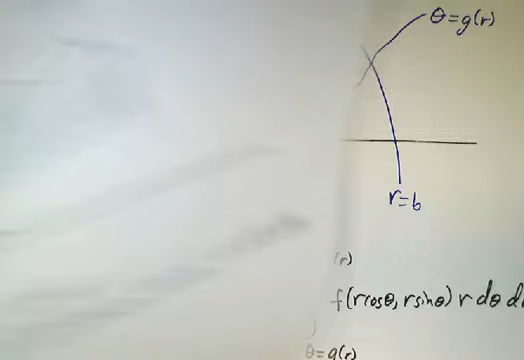 θ=g(r)
r=b
(r)
f(rcosθ, rsinθ) r dθ d
θ=g(r)